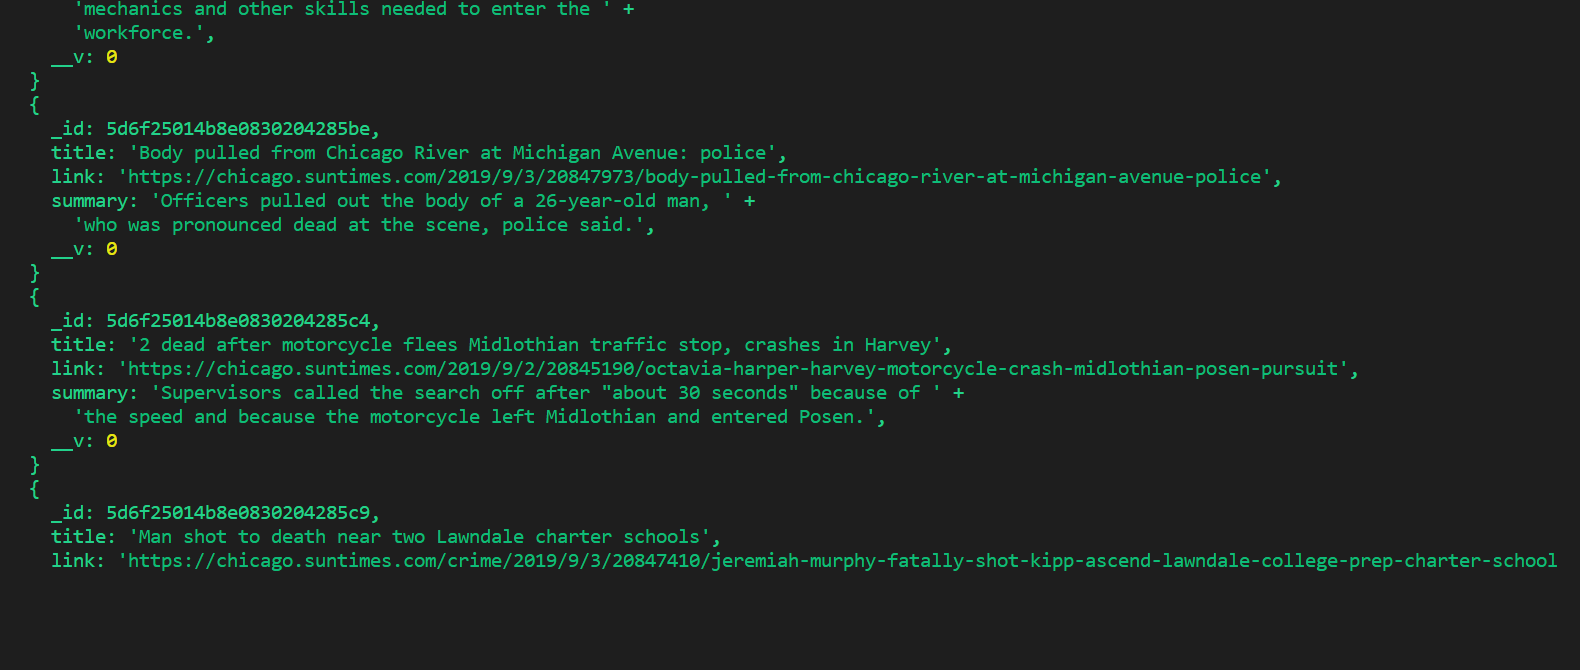 'mechanics and other skills needed to enter the ' +
'workforce.',
__v: 0
}
{
_id: 5d6f25014b8e0830204285be,
title: 'Body pulled from Chicago River at Michigan Avenue: police',
link: 'https://chicago.suntimes.com/2019/9/3/20847973/body-pulled-from-chicago-river-at-michigan-avenue-police',
summary: 'Officers pulled out the body of a 26-year-old man, ' +
'who was pronounced dead at the scene, police said.',
__v: 0
}
{
_id: 5d6f25014b8e0830204285c4,
title: '2 dead after motorcycle flees Midlothian traffic stop, crashes in Harvey',
link: 'https://chicago.suntimes.com/2019/9/2/20845190/octavia-harper-harvey-motorcycle-crash-midlothian-posen-pursuit',
summary: 'Supervisors called the search off after "about 30 seconds" because of ' +
'the speed and because the motorcycle left Midlothian and entered Posen.',
__v: 0
}
{
_id: 5d6f25014b8e0830204285c9,
title: 'Man shot to death near two Lawndale charter schools',
link: 'https://chicago.suntimes.com/crime/2019/9/3/20847410/jeremiah-murphy-fatally-shot-kipp-ascend-lawndale-college-prep-charter-school